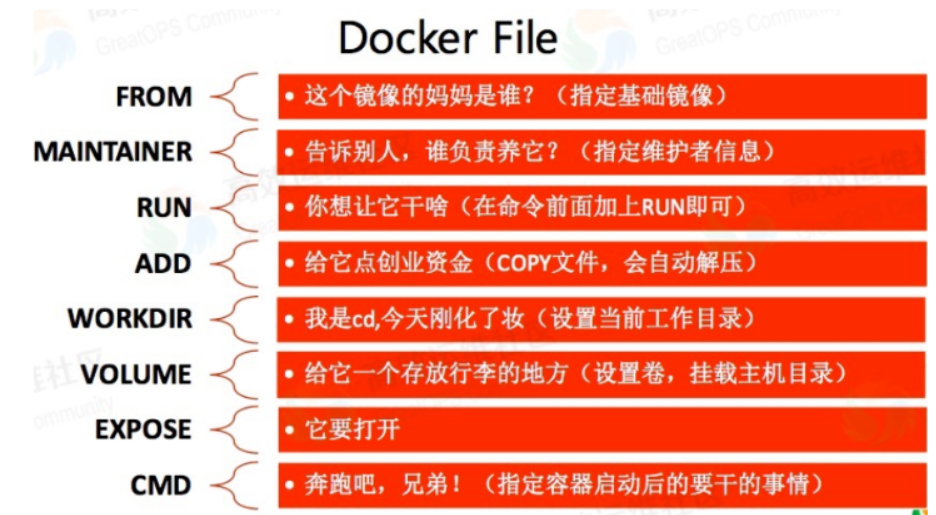 Docker File
FROM
• 这个镜像的妈妈是谁？（指定基础镜像）
MAINTAINER
• 告诉别人，谁负责养它？（指定维护者信息）
RUN
• 你想让它干啥（在命令前面加上RUN即可）
ADD
• 给它点创业资金（COPY文件，会自动解压）
WORKDIR
• 我是cd,今天刚化了妆（设置当前工作目录）
VOLUME
• 给它一个存放行李的地方（设置卷，挂载主机目录）
EXPOSE
• 它要打开
CMD
• 奔跑吧，兄弟！（指定容器启动后的要干的事情）